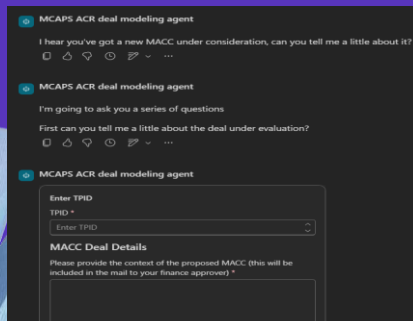 MCAPS ACR deal modeling agent
I hear you've got a new MACC under consideration, can you tell me a little about it?
MCAPS ACR deal modeling agent
I'm going to ask you a series of questions
First can you tell me a little about the deal under evaluation?
MCAPS ACR deal modeling agent
Enter TPID
TPID *
Enter TPID
MACC Deal Details
Please provide the context of the proposed MACC (this will be
included in the mail to your finance approver) *